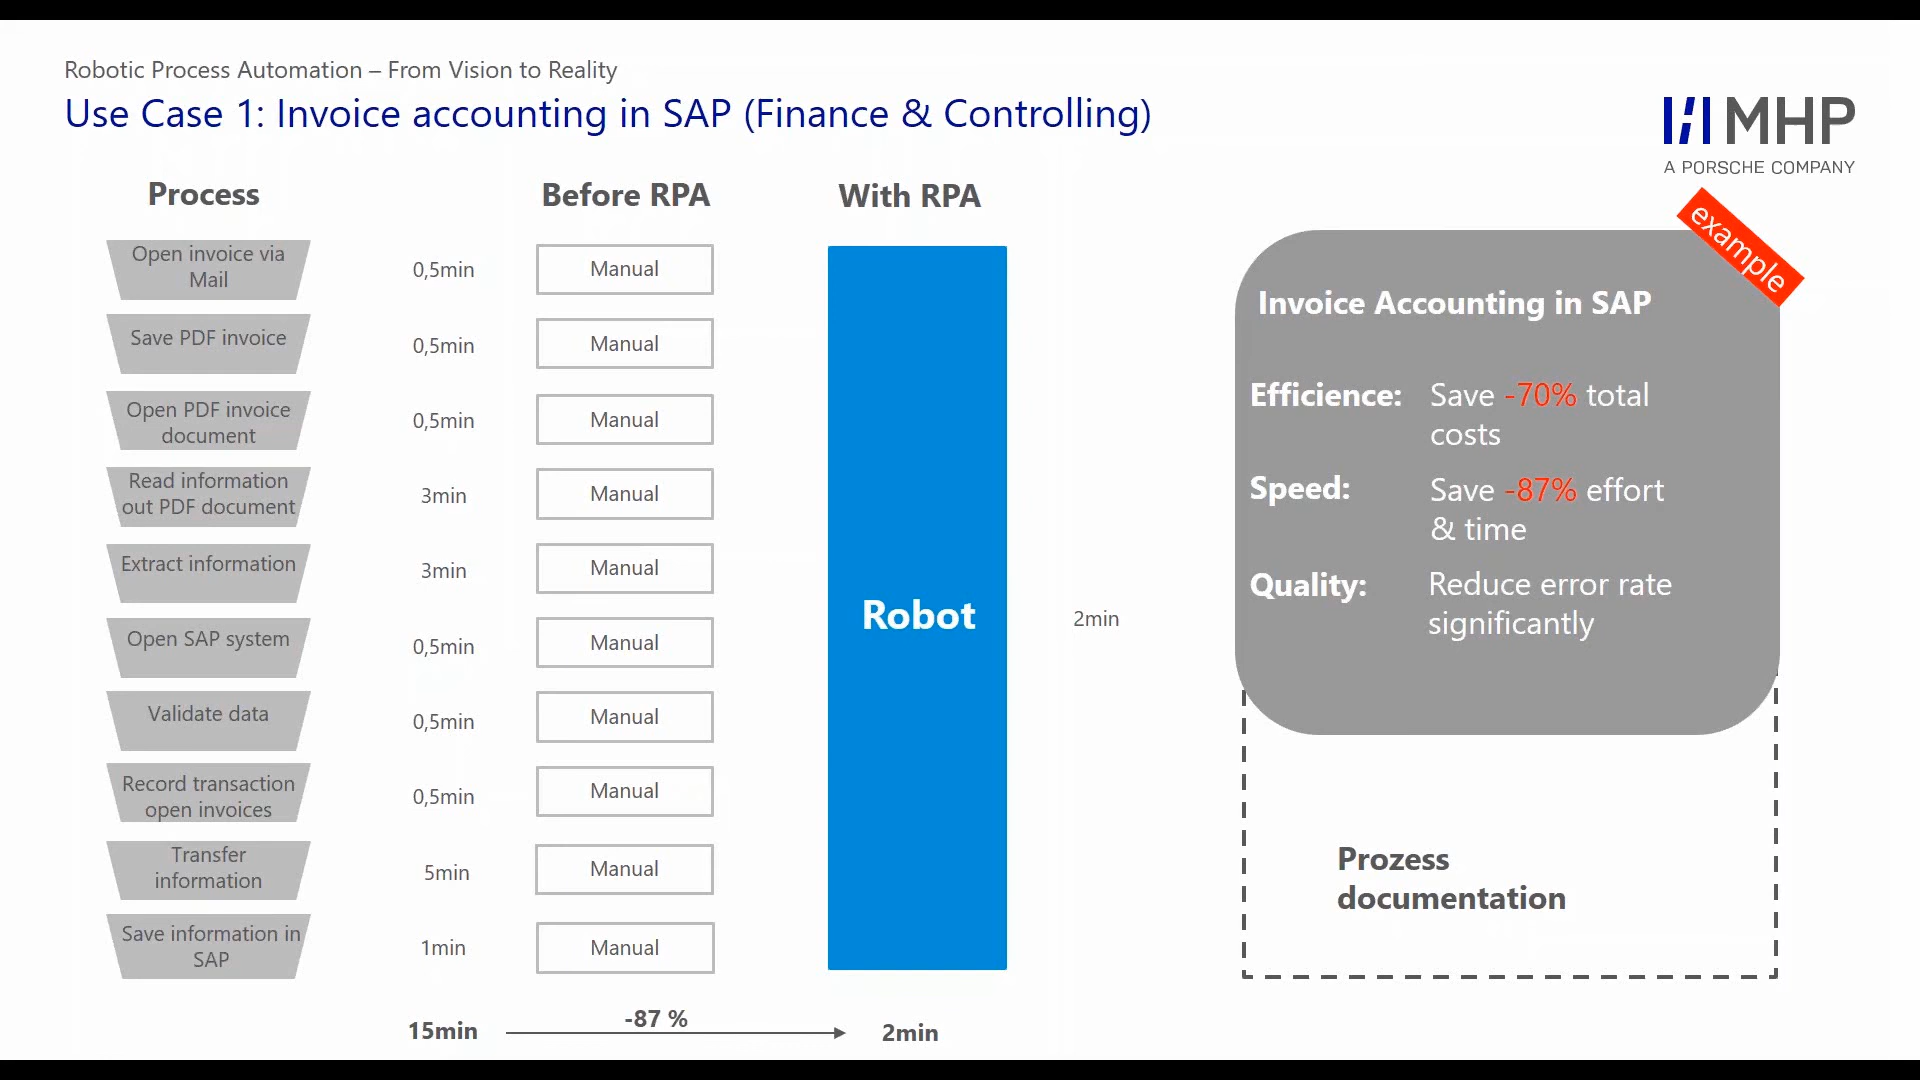 Robotic Process Automation – From Vision to Reality
Use Case 1: Invoice accounting in SAP (Finance & Controlling)
MHP
A PORSCHE COMPANY
Process
Before RPA
With RPA
Open invoice via
Mail
0,5min
Manual
Save PDF invoice
0,5min
Manual
Open PDF invoice
document
0,5min
Manual
Read information
out PDF document
3min
Manual
Extract information
3min
Manual
Open SAP system
0,5min
Manual
Validate data
0,5min
Manual
Record transaction
open invoices
0,5min
Manual
Transfer
information
5min
Manual
Save information in
SAP
1min
Manual
Robot
2min
15min
-87 %
2min
example
Invoice Accounting in SAP
Efficience: Save -70% total
costs
Speed: Save -87% effort
& time
Quality: Reduce error rate
significantly
Prozess
documentation